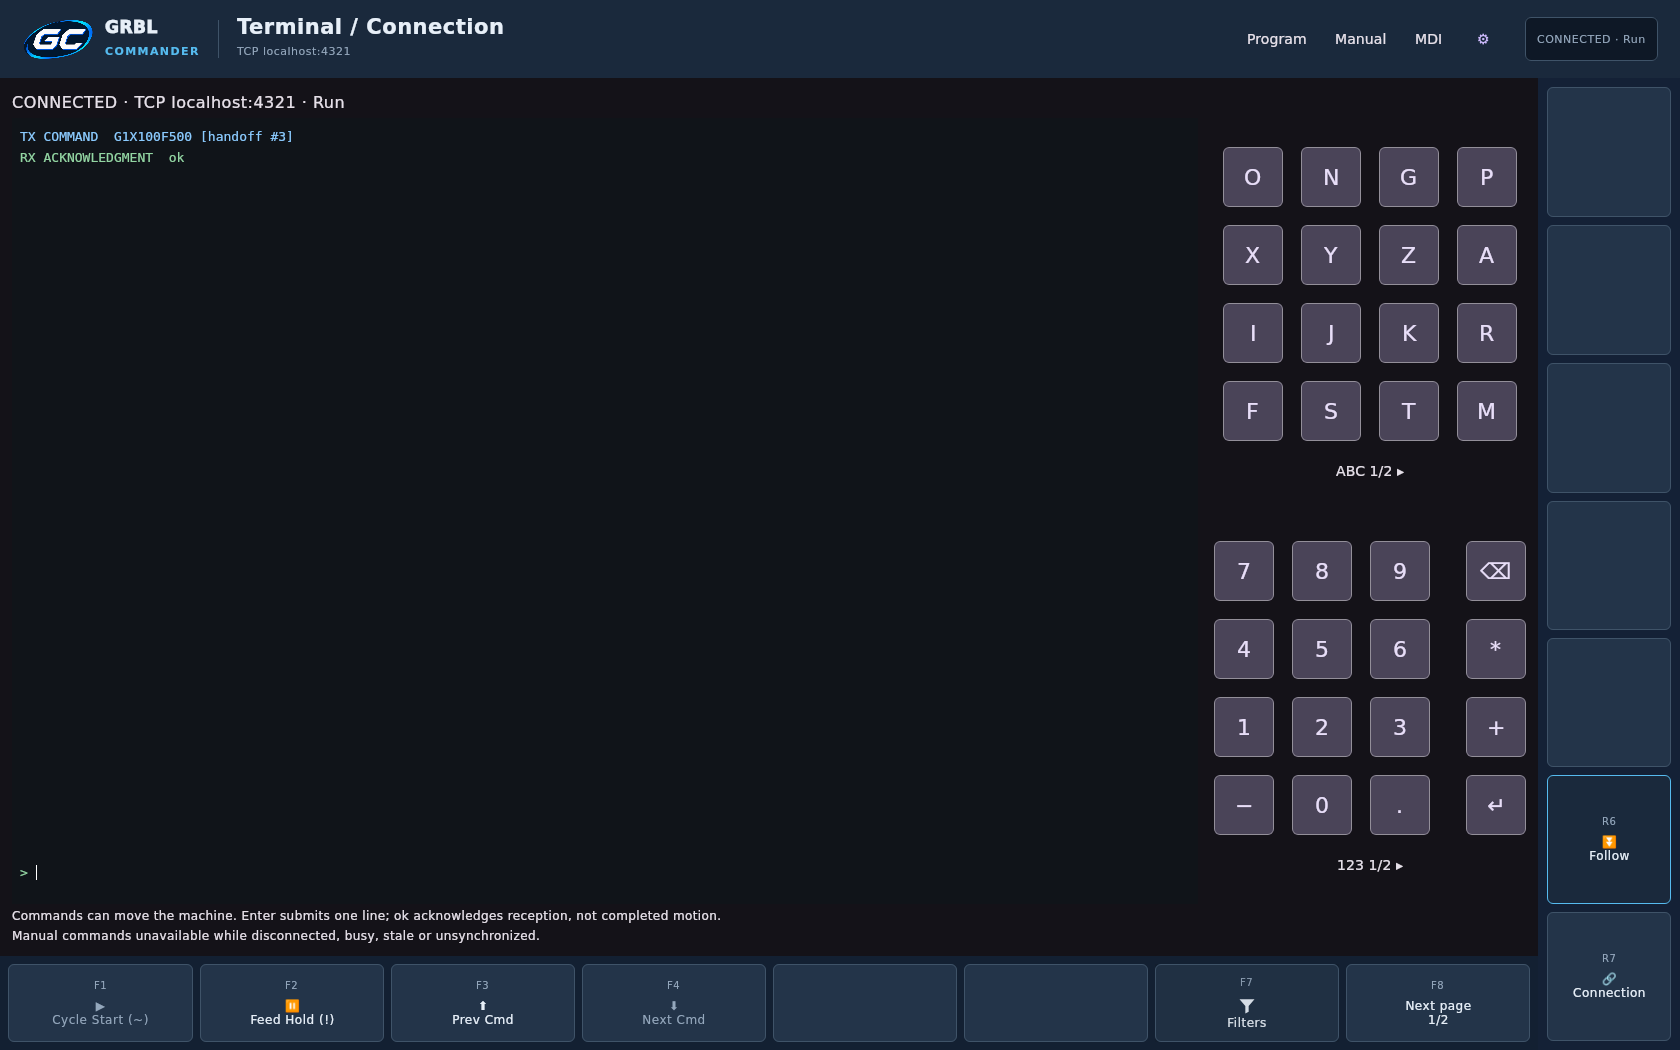 GC
GRBL
COMMANDER
Terminal / Connection
TCP localhost:4321
Program
Manual
MDI
⚙
CONNECTED · Run
CONNECTED · TCP localhost:4321 · Run
TX COMMAND  G1X100F500 [handoff #3]
RX ACKNOWLEDGMENT  ok
>
O N G P
X Y Z A
I J K R
F S T M
ABC 1/2 ▸
7 8 9 ⌫
4 5 6 *
1 2 3 +
− 0 . ↵
123 1/2 ▸
Commands can move the machine. Enter submits one line; ok acknowledges reception, not completed motion.
Manual commands unavailable while disconnected, busy, stale or unsynchronized.
R6
Follow
R7
Connection
F1
Cycle Start (~)
F2
Feed Hold (!)
F3
Prev Cmd
F4
Next Cmd
F7
Filters
F8
Next page
1/2